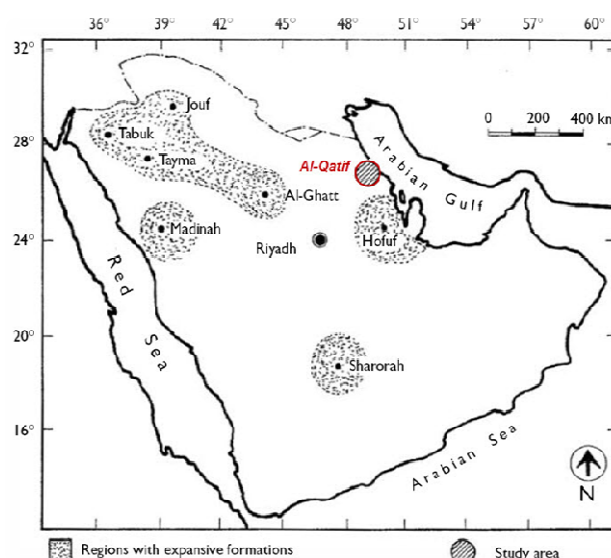 36° 39° 42° 45° 48° 51° 54° 57° 60°
32°
28°
24°
20°
16°
0 200 400 km
Jouf
Tabuk
Tayma
Al-Qatif
Arabian Gulf
Al-Ghatt
Madinah
Hofuf
Riyadh
Red Sea
Sharorah
Arabian Sea
N
Regions with expansive formations
Study area